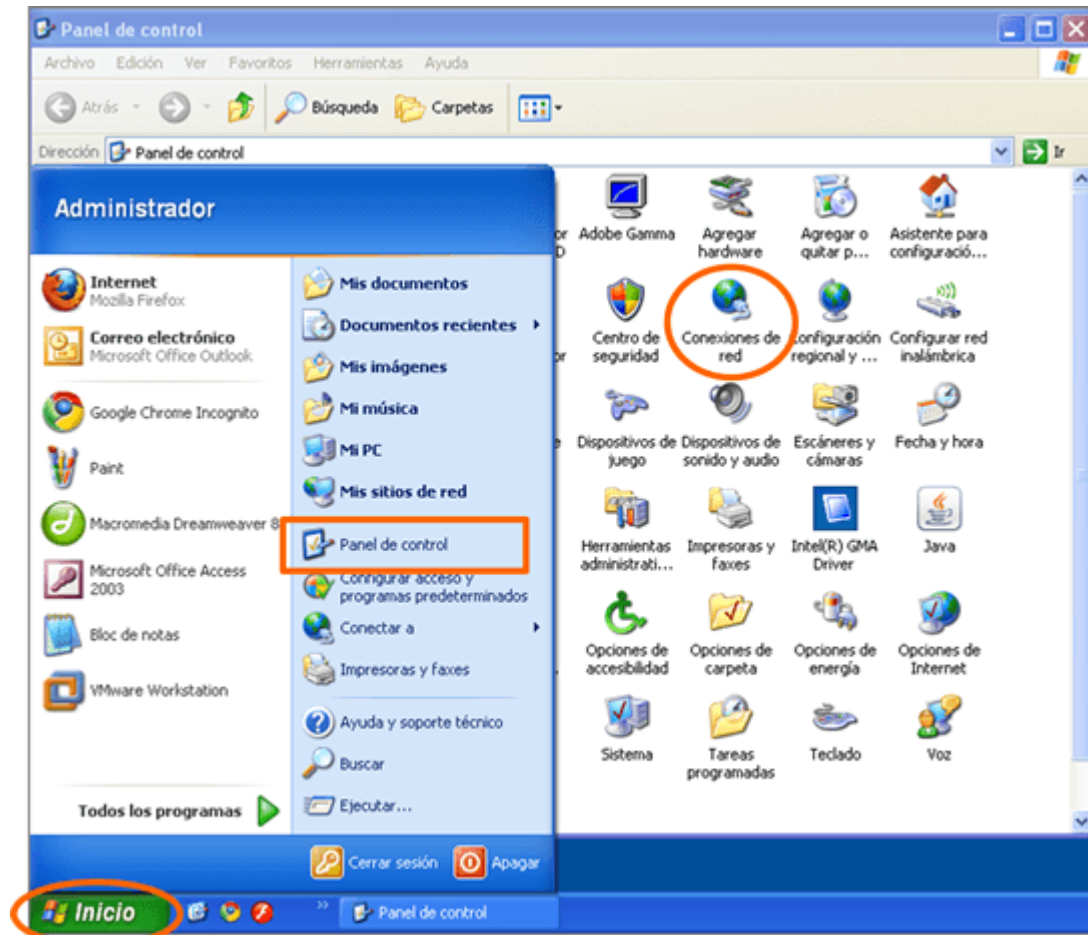 Panel de control
Archivo Edición Ver Favoritos Herramientas Ayuda
Atrás Búsqueda Carpetas
Dirección Panel de control Ir
Administrador
Internet
Mozilla Firefox
Correo electrónico
Microsoft Office Outlook
Google Chrome Incognito
Paint
Macromedia Dreamweaver 8
Microsoft Office Access
2003
Bloc de notas
VMware Workstation
Todos los programas
Mis documentos
Documentos recientes
Mis imágenes
Mi música
Mi PC
Mis sitios de red
Panel de control
Configurar acceso y
programas predeterminados
Conectar a
Impresoras y faxes
Ayuda y soporte técnico
Buscar
Ejecutar...
Cerrar sesión Apagar
Adobe Gamma
Agregar
hardware
Agregar o
quitar p...
Asistente para
configuració...
Centro de
seguridad
Conexiones de
red
Configuración
regional y ...
Configurar red
inalámbrica
Dispositivos de
juego
Dispositivos de
sonido y audio
Escáneres y
cámaras
Fecha y hora
Herramientas
administrati...
Impresoras y
faxes
Intel(R) GMA
Driver
Java
Opciones de
accesibilidad
Opciones de
carpeta
Opciones de
energía
Opciones de
Internet
Sistema
Tareas
programadas
Teclado
Voz
Inicio
Panel de control